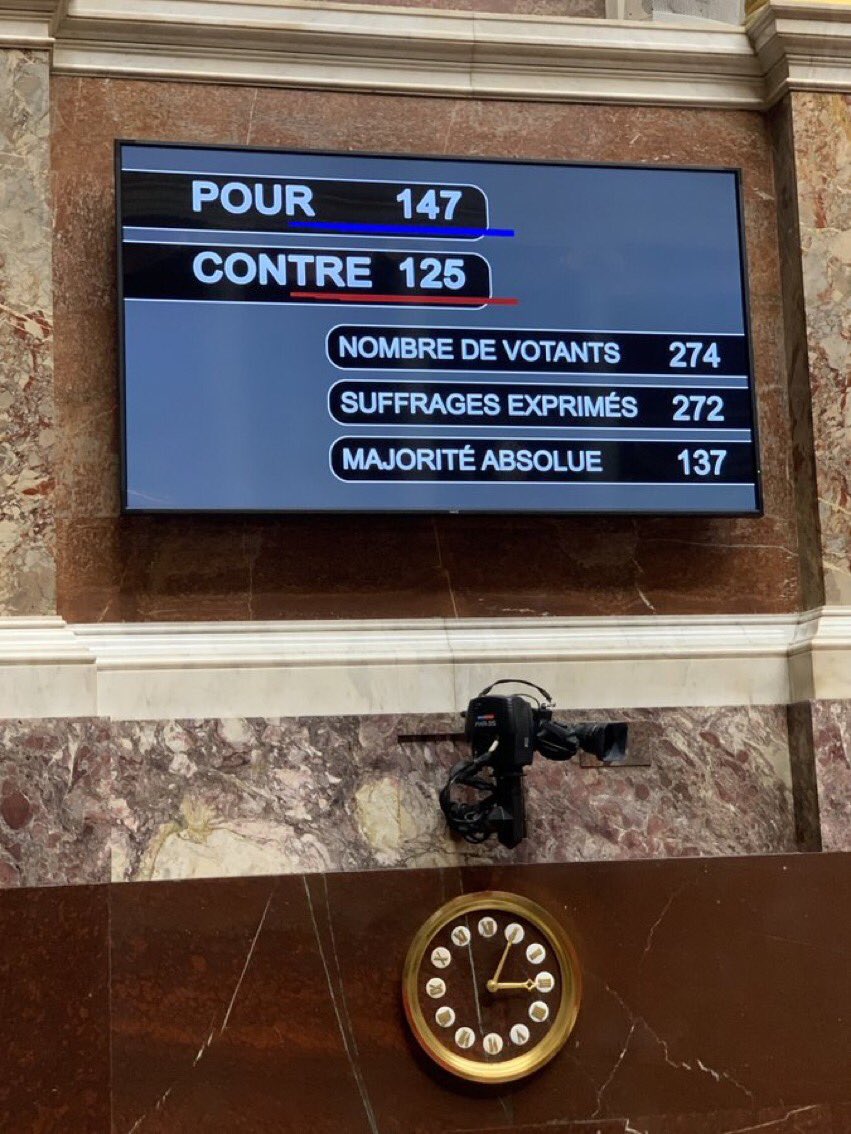 POUR 147
CONTRE 125
NOMBRE DE VOTANTS 274
SUFFRAGES EXPRIMÉS 272
MAJORITÉ ABSOLUE 137